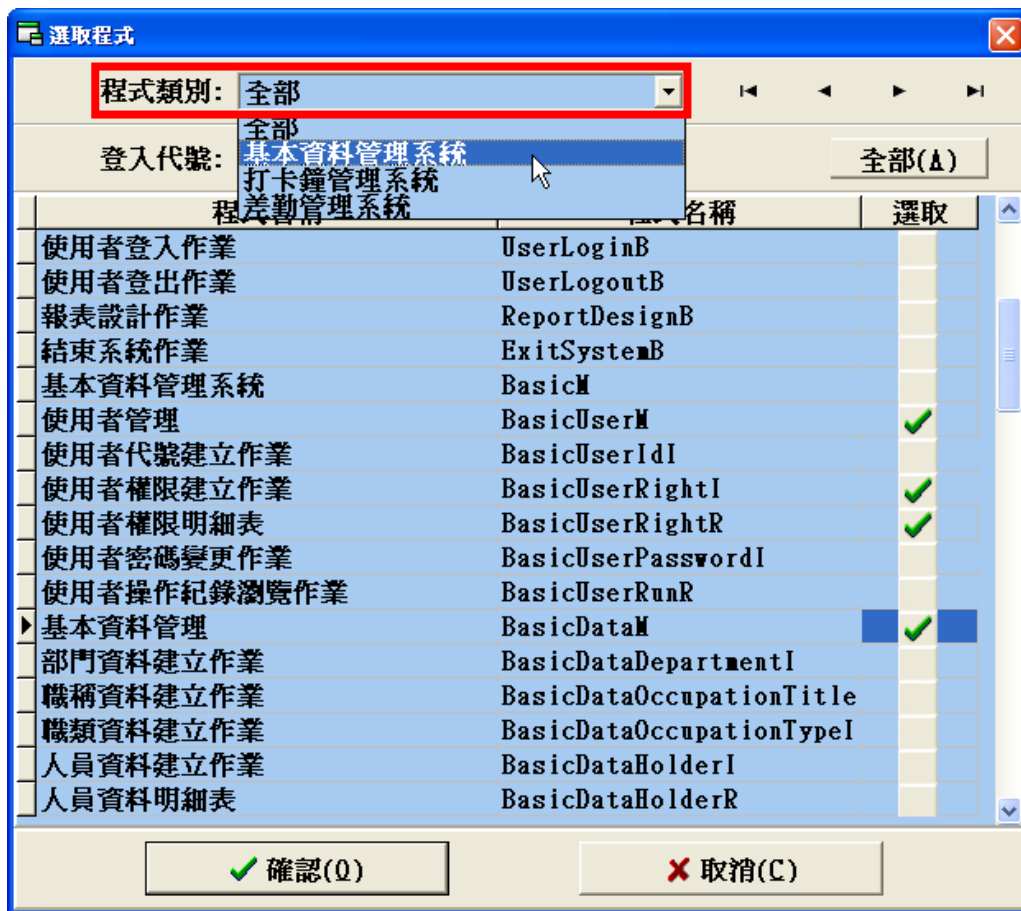 選取程式
程式類別: 全部
全部
基本資料管理系統
打卡鐘管理系統
差勤管理系統
登入代號: 全部(A)
名稱 選取
使用者登入作業 UserLoginB
使用者登出作業 UserLogoutB
報表設計作業 ReportDesignB
結束系統作業 ExitSystemB
基本資料管理系統 BasicM
使用者管理 BasicUserM
使用者代號建立作業 BasicUserIdI
使用者權限建立作業 BasicUserRightI
使用者權限明細表 BasicUserRightR
使用者密碼變更作業 BasicUserPasswordI
使用者操作紀錄瀏覽作業 BasicUserRunR
基本資料管理 BasicDataM
部門資料建立作業 BasicDataDepartmentI
職稱資料建立作業 BasicDataOccupationTitle
職類資料建立作業 BasicDataOccupationTypeI
人員資料建立作業 BasicDataHolderI
人員資料明細表 BasicDataHolderR
確認(O) 取消(C)